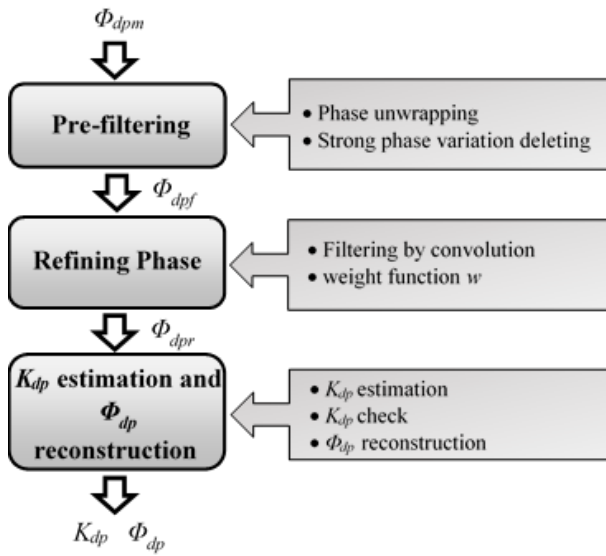 Φdpm
Pre-filtering
• Phase unwrapping
• Strong phase variation deleting
Φdpf
Refining Phase
• Filtering by convolution
• weight function w
Φdpr
Kdp estimation and
Φdp
reconstruction
• Kdp estimation
• Kdp check
• Φdp reconstruction
Kdp Φdp